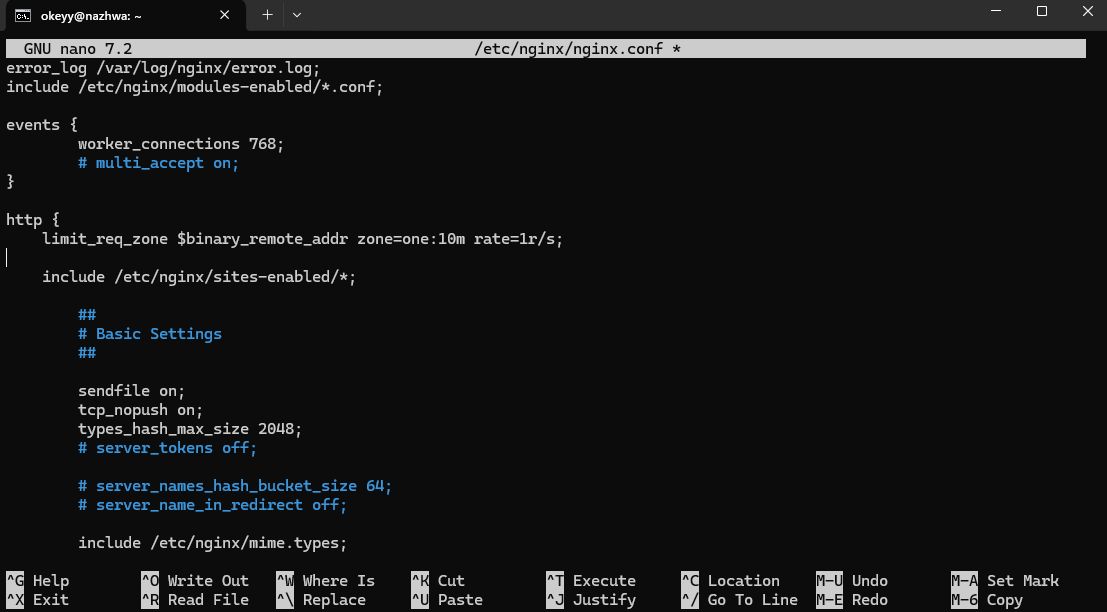 okeyy@nazhwa: ~
GNU nano 7.2 /etc/nginx/nginx.conf *
error_log /var/log/nginx/error.log;
include /etc/nginx/modules-enabled/*.conf;
events {
worker_connections 768;
# multi_accept on;
}
http {
limit_req_zone $binary_remote_addr zone=one:10m rate=1r/s;
include /etc/nginx/sites-enabled/*;
##
# Basic Settings
##
sendfile on;
tcp_nopush on;
types_hash_max_size 2048;
# server_tokens off;
# server_names_hash_bucket_size 64;
# server_name_in_redirect off;
include /etc/nginx/mime.types;
^G Help ^O Write Out ^W Where Is ^K Cut ^T Execute ^C Location M-U Undo M-A Set Mark
^X Exit ^R Read File ^\ Replace ^U Paste ^J Justify ^/ Go To Line M-E Redo M-6 Copy